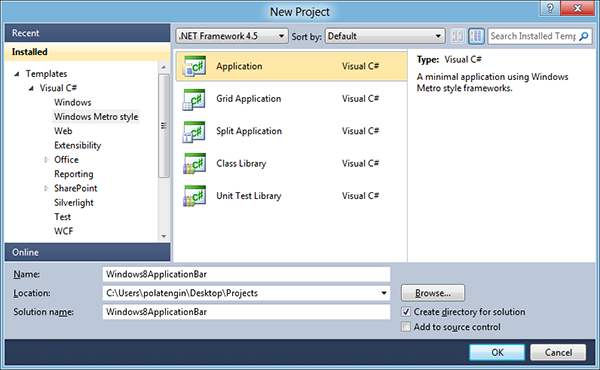 New Project
Recent
Installed
Templates
Visual C#
Windows
Windows Metro style
Web
Extensibility
Office
Reporting
SharePoint
Silverlight
Test
WCF
Online
.NET Framework 4.5
Sort by: Default
Search Installed Temp
C# Application Visual C#
C# Grid Application Visual C#
C# Split Application Visual C#
C# Class Library Visual C#
C# Unit Test Library Visual C#
Type: Visual C#
A minimal application using Windows
Metro style frameworks.
Name: Windows8ApplicationBar
Location: C:\Users\polatengin\Desktop\Projects
Browse...
Solution name: Windows8ApplicationBar
Create directory for solution
Add to source control
OK
Cancel